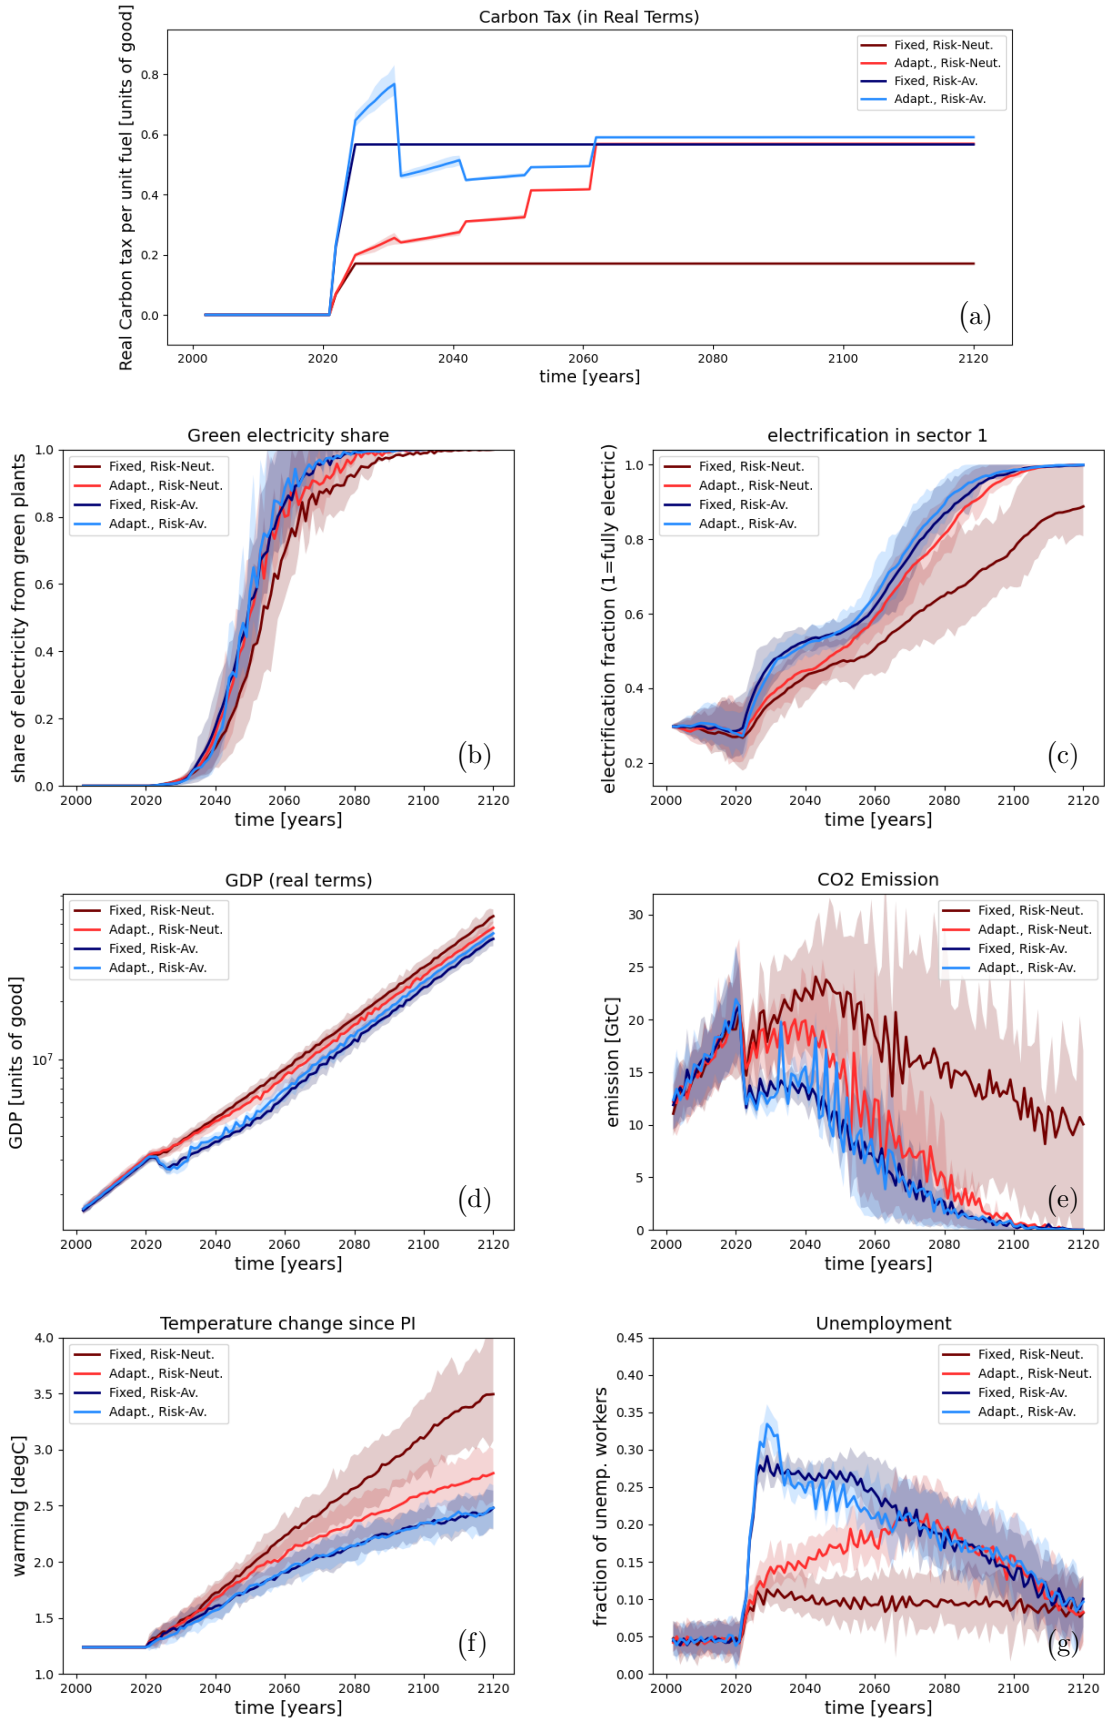 Carbon Tax (in Real Terms)
Real Carbon tax per unit fuel [units of good]
0.8
0.6
0.4
0.2
0.0
Fixed, Risk-Neut.
Adapt., Risk-Neut.
Fixed, Risk-Av.
Adapt., Risk-Av.
(a)
2000 2020 2040 2060 2080 2100 2120
time [years]
Green electricity share
share of electricity from green plants
1.0
0.8
0.6
0.4
0.2
0.0
Fixed, Risk-Neut.
Adapt., Risk-Neut.
Fixed, Risk-Av.
Adapt., Risk-Av.
(b)
2000 2020 2040 2060 2080 2100 2120
time [years]
electrification in sector 1
electrification fraction (1=fully electric)
1.0
0.8
0.6
0.4
0.2
Fixed, Risk-Neut.
Adapt., Risk-Neut.
Fixed, Risk-Av.
Adapt., Risk-Av.
(c)
2000 2020 2040 2060 2080 2100 2120
time [years]
GDP (real terms)
GDP [units of good]
10⁷
Fixed, Risk-Neut.
Adapt., Risk-Neut.
Fixed, Risk-Av.
Adapt., Risk-Av.
(d)
2000 2020 2040 2060 2080 2100 2120
time [years]
CO2 Emission
emission [GtC]
30
25
20
15
10
5
0
Fixed, Risk-Neut.
Adapt., Risk-Neut.
Fixed, Risk-Av.
Adapt., Risk-Av.
(e)
2000 2020 2040 2060 2080 2100 2120
time [years]
Temperature change since PI
warming [degC]
4.0
3.5
3.0
2.5
2.0
1.5
1.0
Fixed, Risk-Neut.
Adapt., Risk-Neut.
Fixed, Risk-Av.
Adapt., Risk-Av.
(f)
2000 2020 2040 2060 2080 2100 2120
time [years]
Unemployment
fraction of unemp. workers
0.45
0.40
0.35
0.30
0.25
0.20
0.15
0.10
0.05
0.00
Fixed, Risk-Neut.
Adapt., Risk-Neut.
Fixed, Risk-Av.
Adapt., Risk-Av.
(g)
2000 2020 2040 2060 2080 2100 2120
time [years]